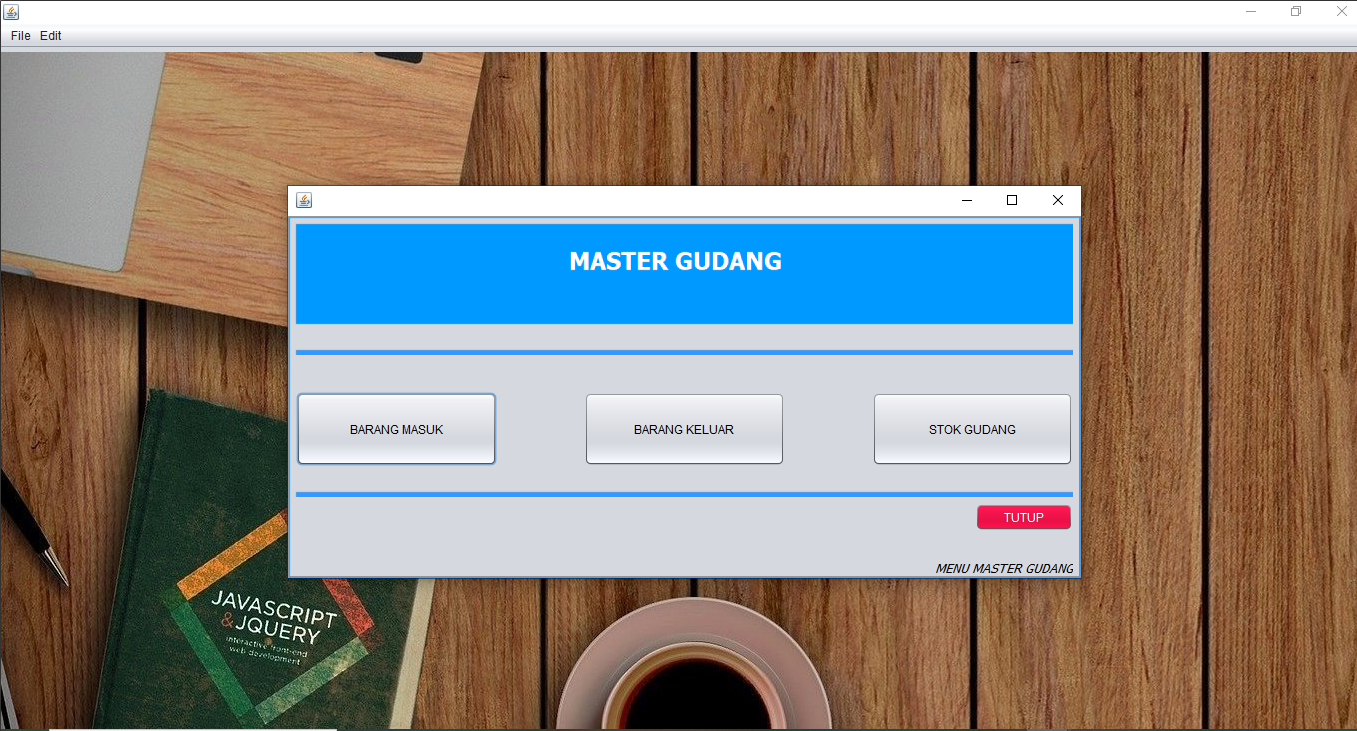 File Edit
MASTER GUDANG
BARANG MASUK
BARANG KELUAR
STOK GUDANG
TUTUP
MENU MASTER GUDANG
JAVASCRIPT
&JQUERY
interactive front-end
web development